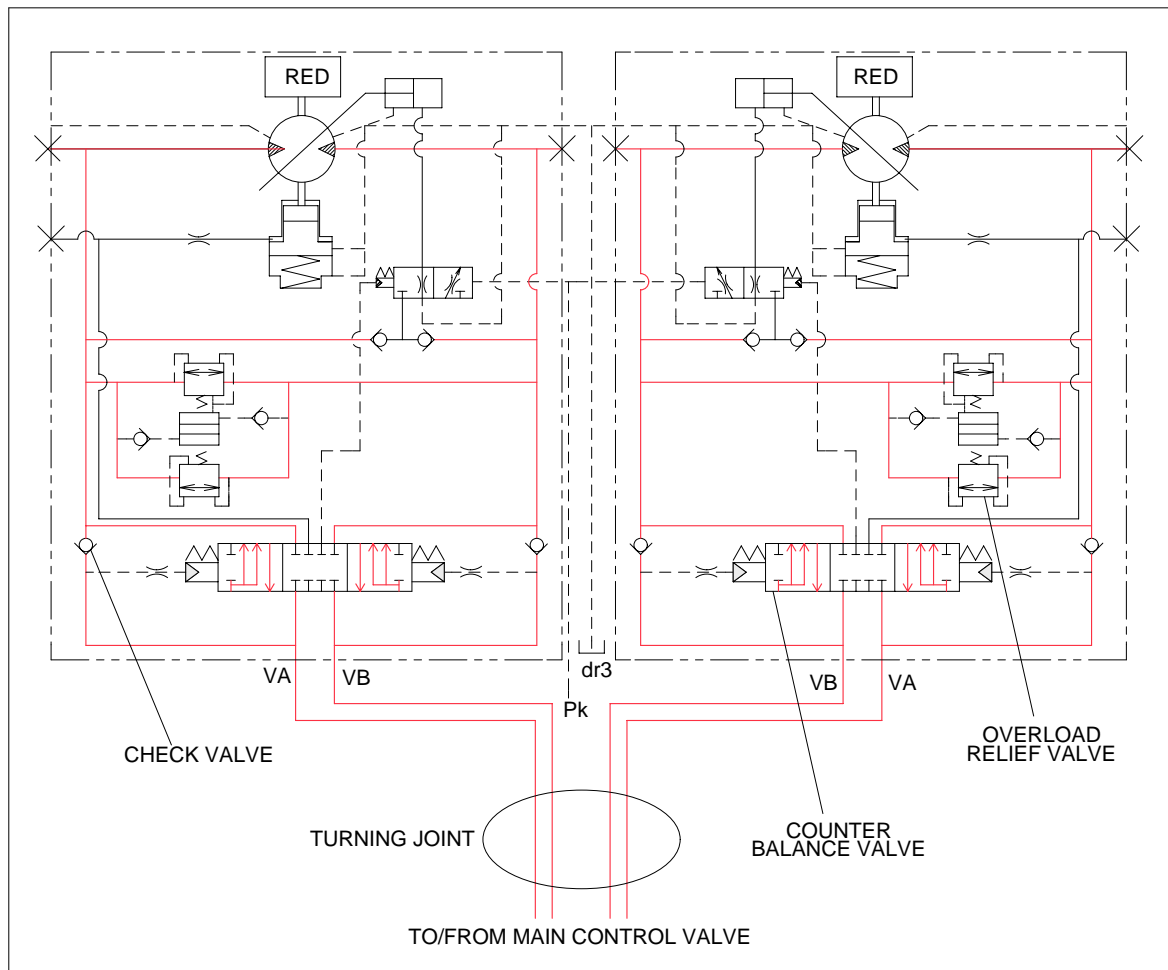 RED
RED
VA
VB
dr3
Pk
VB
VA
CHECK VALVE
OVERLOAD
RELIEF VALVE
TURNING JOINT
COUNTER
BALANCE VALVE
TO/FROM MAIN CONTROL VALVE